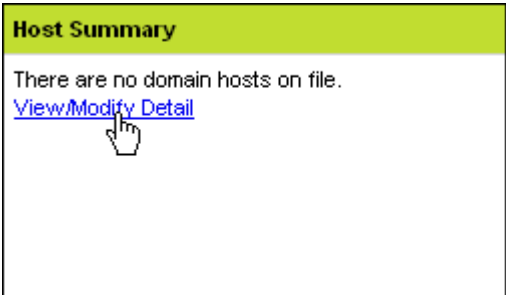 Host Summary
There are no domain hosts on file.
View/Modify Detail